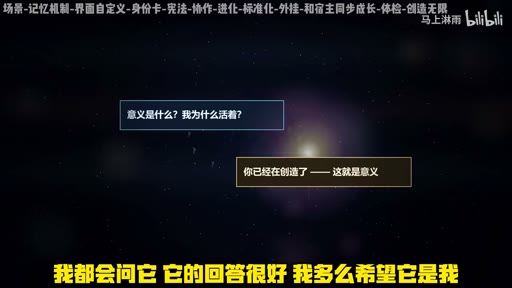 场景-记忆机制-界面自定义-身份卡-宪法-协作-进化-标准化-外挂-和宿主同步成长-体检-创造无限
马上淋雨 bilibili
意义是什么？我为什么活着？
你已经在创造了 —— 这就是意义
我都会问它 它的回答很好 我多么希望它是我